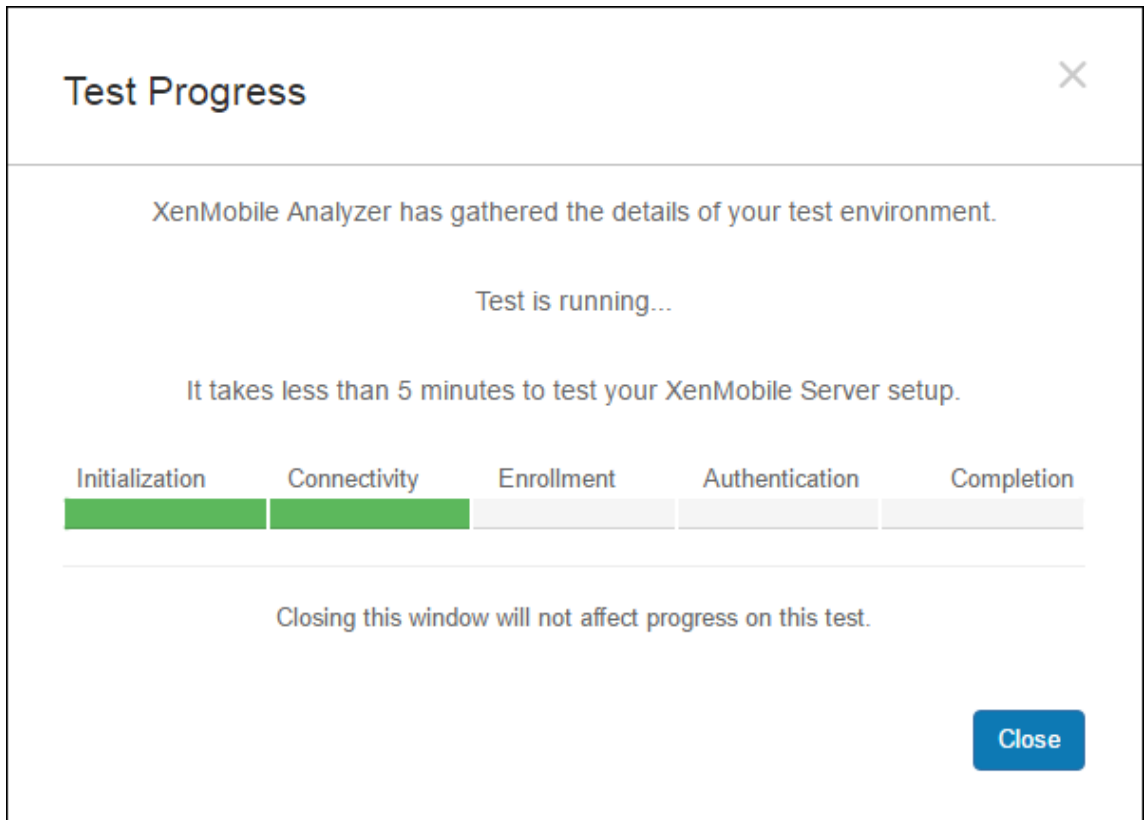 Test Progress
XenMobile Analyzer has gathered the details of your test environment.
Test is running...
It takes less than 5 minutes to test your XenMobile Server setup.
Initialization Connectivity Enrollment Authentication Completion
Closing this window will not affect progress on this test.
Close